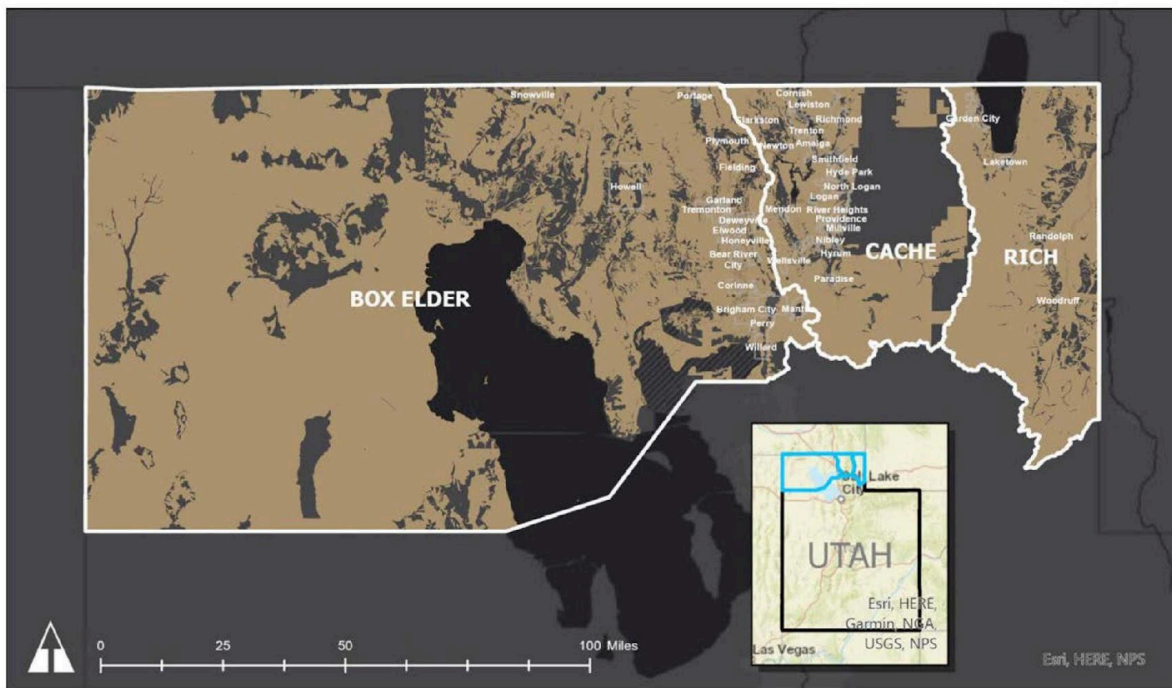 Snowville
Portage
Cornish
Lewiston
Clarkston
Richmond
Trenton
Plymouth
Newton
Amalga
Smithfield
Fielding
Hyde Park
Howell
North Logan
Logan
Garland
Tremonton
Mendon
River Heights
Deweyville
Providence
Elwood
Millville
Honeyville
Nibley
Bear River
City
Wellsville
Hyrum
Paradise
Corinne
Brigham City
Mant
Perry
Willard
Garden City
Laketown
Randolph
Woodruff
BOX ELDER
CACHE
RICH
0 25 50 100 Miles
Salt Lake
City
UTAH
Esri, HERE,
Garmin, NGA,
USGS, NPS
Las Vegas
Esri, HERE, NPS